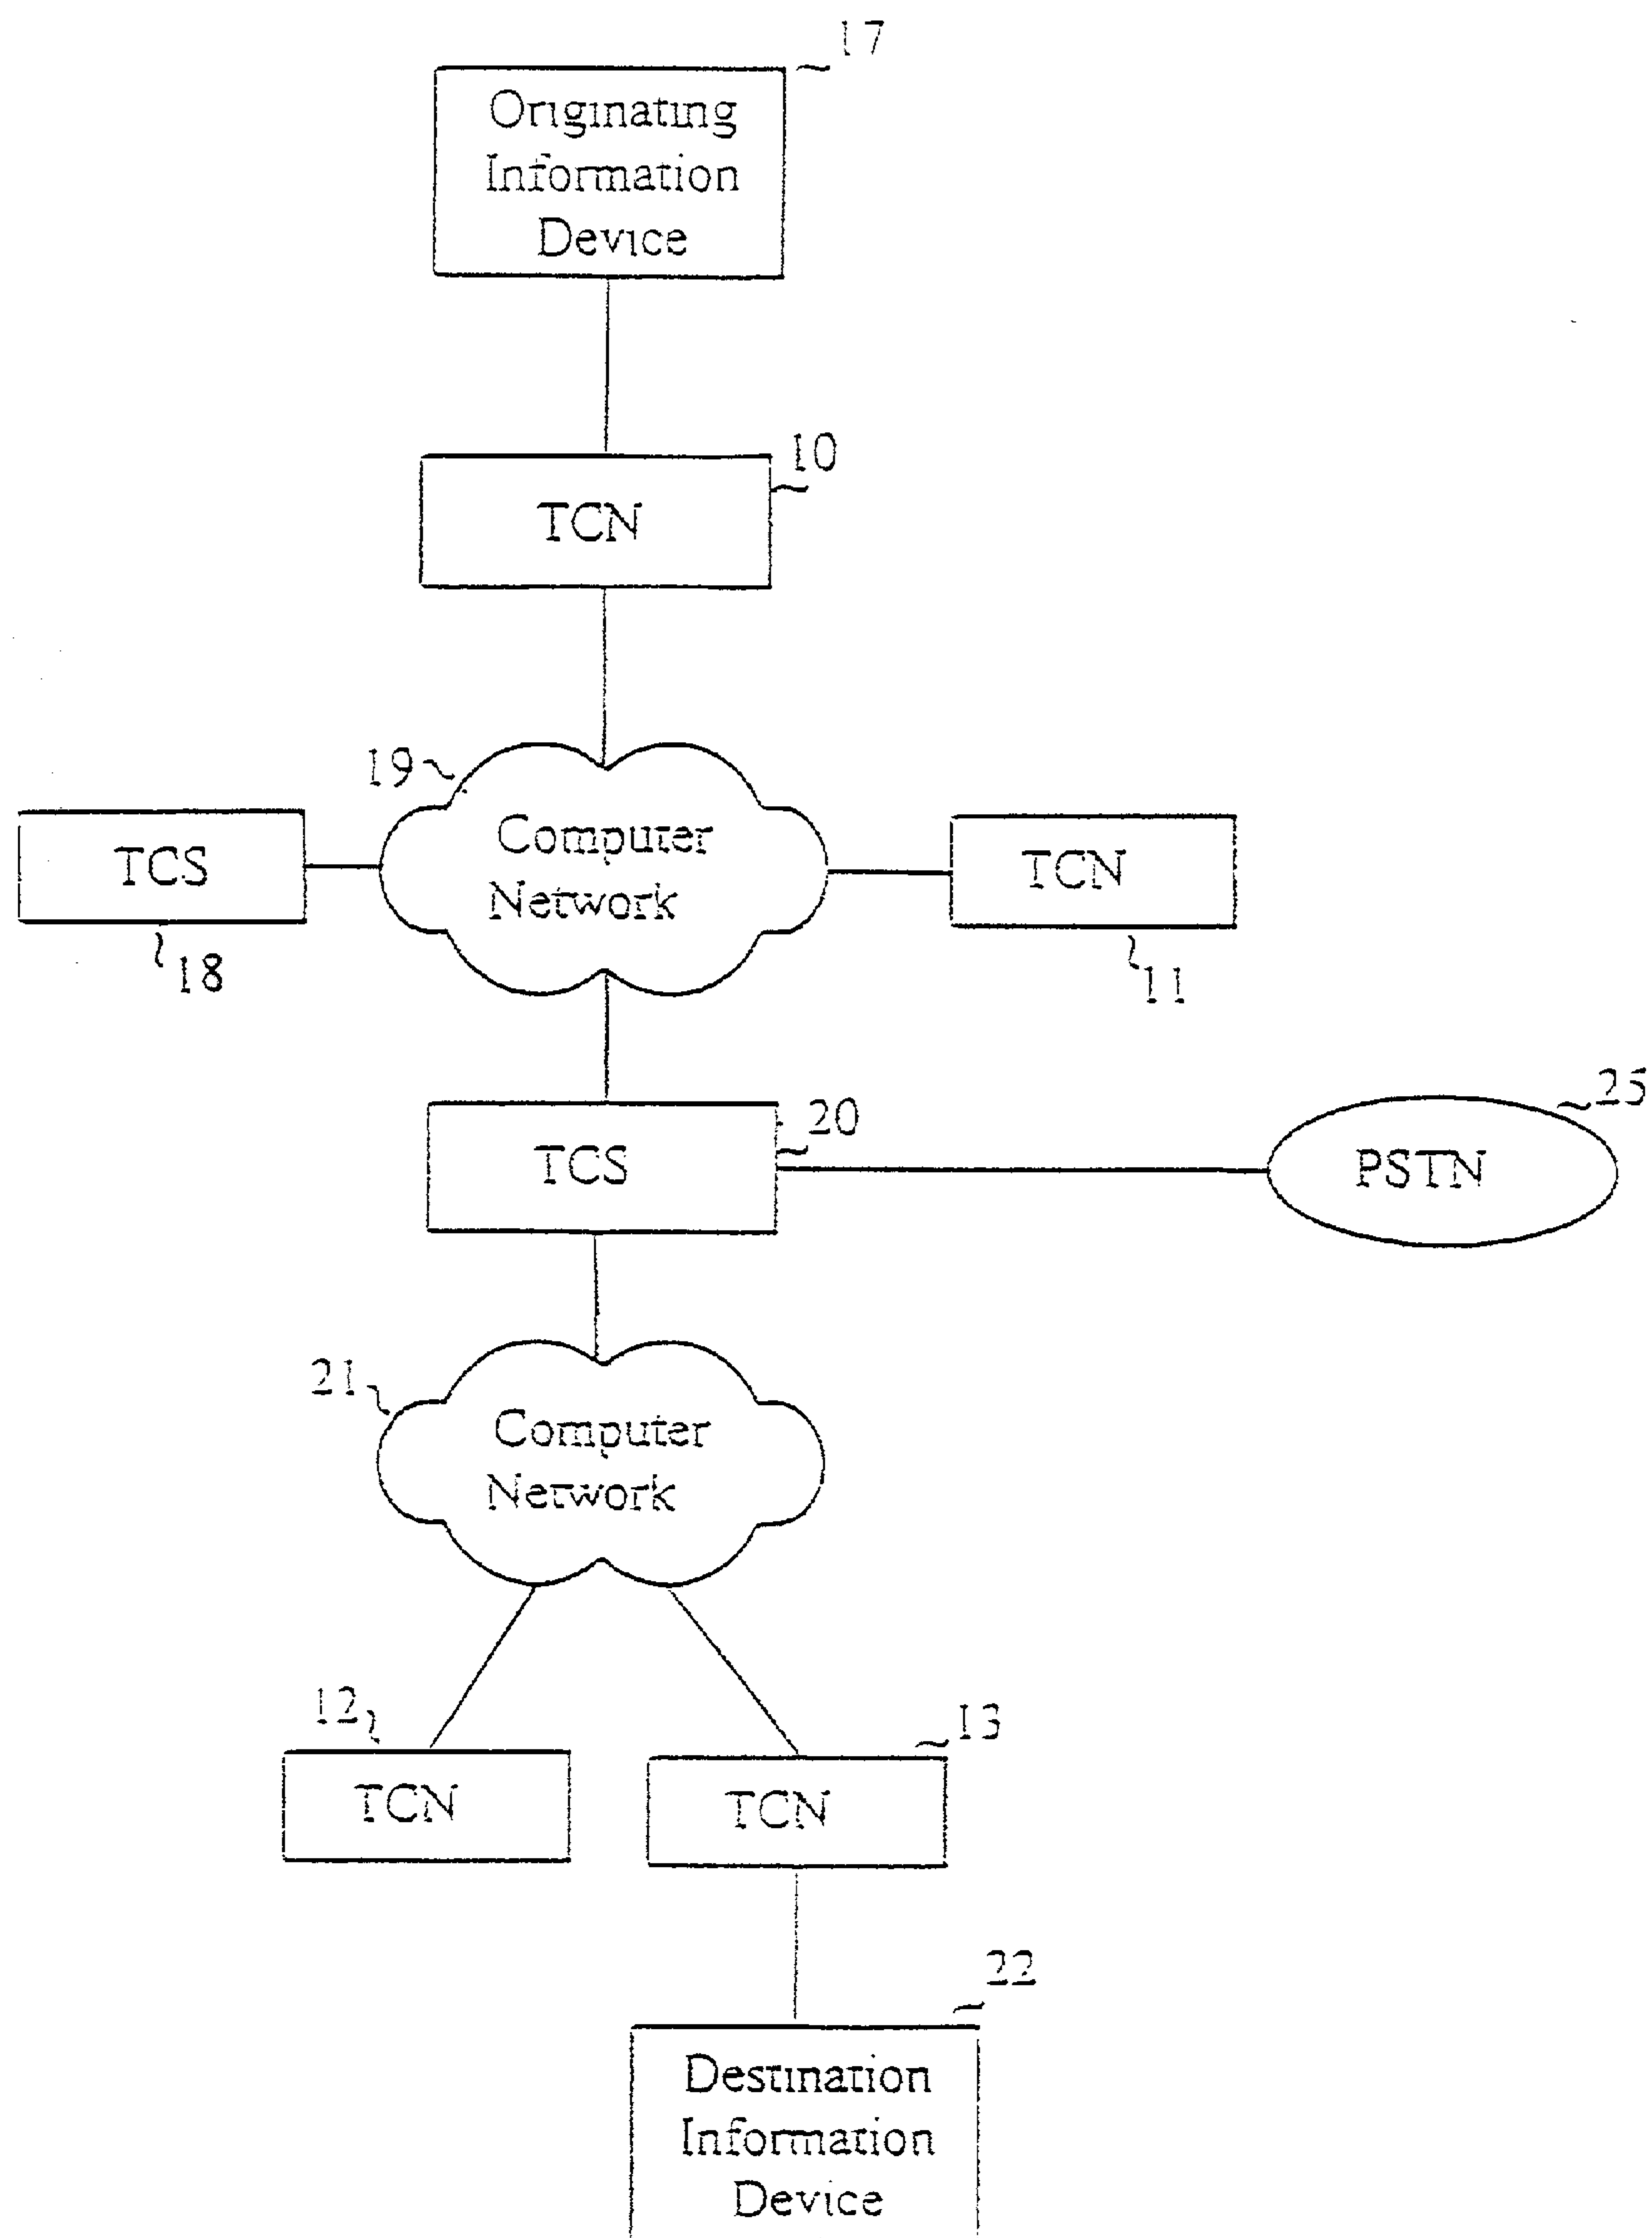 17
Originating
Information
Device
10
TCN
19
Computer
Network
TCS
18
TCN
11
20
TCS
25
PSTN
21
Computer
Network
12
TCN
13
TCN
22
Destination
Information
Device